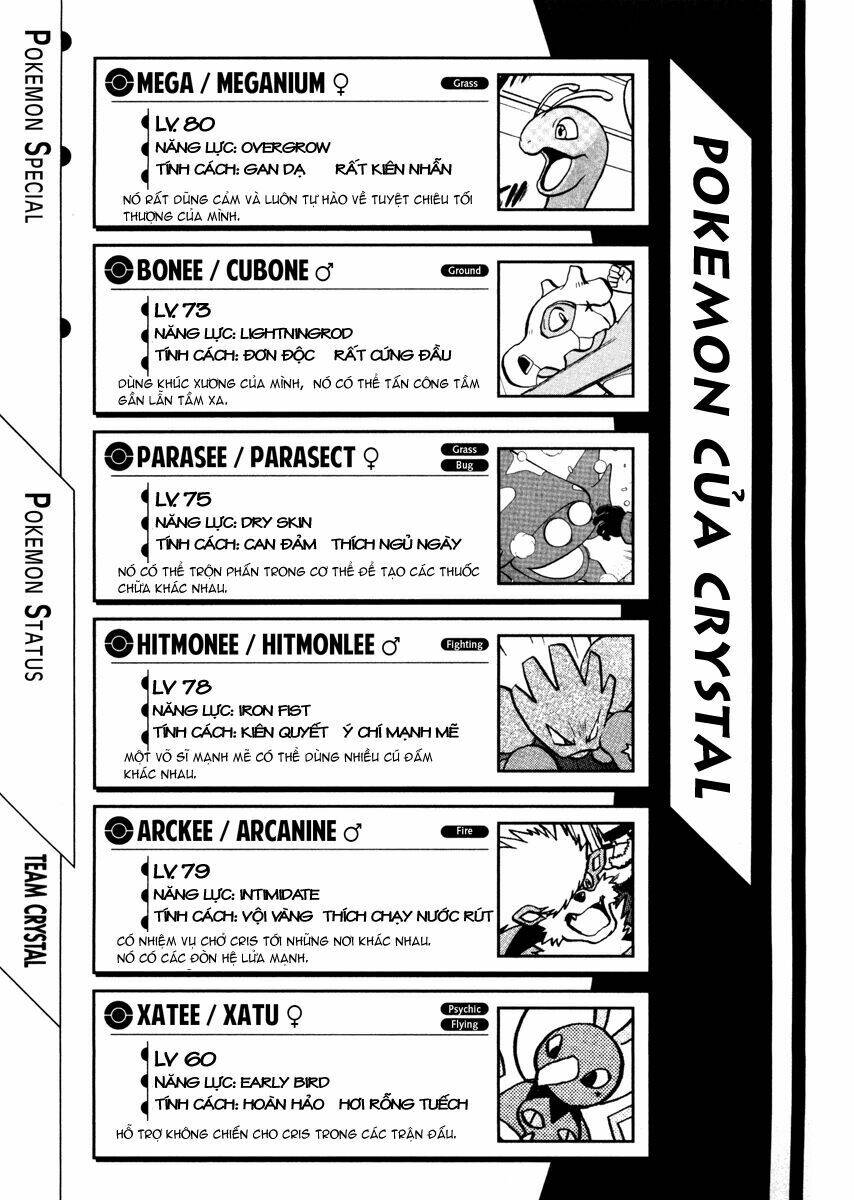 POKEMON SPECIAL
POKEMON STATUS
TEAM CRYSTAL
POKEMON CỦA CRYSTAL
MEGA / MEGANIUM ♀
Grass
LV. 80
NĂNG LỰC: OVERGROW
TÍNH CÁCH: GAN DẠ RẤT KIÊN NHẪN
NÓ RẤT DŨNG CẢM VÀ LUÔN TỰ HÀO VỀ TUYỆT CHIÊU TỐI
THƯỢNG CỦA MÌNH.
BONEE / CUBONE ♂
Ground
LV. 73
NĂNG LỰC: LIGHTNINGROD
TÍNH CÁCH: ĐƠN ĐỘC RẤT CỨNG ĐẦU
DÙNG KHÚC XƯƠNG CỦA MÌNH, NÓ CÓ THỂ TẤN CÔNG TẦM
GẦN LẪN TẦM XA.
PARASEE / PARASECT ♀
Grass
Bug
LV. 75
NĂNG LỰC: DRY SKIN
TÍNH CÁCH: CAN ĐẢM THÍCH NGỦ NGÀY
NÓ CÓ THỂ TRỘN PHẤN TRONG CƠ THỂ ĐỂ TẠO CÁC THUỐC
CHỮA KHÁC NHAU.
HITMONEE / HITMONLEE ♂
Fighting
LV 78
NĂNG LỰC: IRON FIST
TÍNH CÁCH: KIÊN QUYẾT Ý CHÍ MẠNH MẼ
MỘT VÕ SĨ MẠNH MẼ CÓ THỂ DÙNG NHIỀU CÚ ĐẤM
KHÁC NHAU.
ARCKEE / ARCANINE ♂
Fire
LV. 79
NĂNG LỰC: INTIMIDATE
TÍNH CÁCH: VỘI VÀNG THÍCH CHẠY NƯỚC RÚT
CÓ NHIỆM VỤ CHỞ CRIS TỚI NHỮNG NƠI KHÁC NHAU.
NÓ CÓ CÁC ĐÒN HỆ LỬA MẠNH.
XATEE / XATU ♀
Psychic
Flying
LV 60
NĂNG LỰC: EARLY BIRD
TÍNH CÁCH: HOÀN HẢO HƠI RỖNG TUẾCH
HỖ TRỢ KHÔNG CHIẾN CHO CRIS TRONG CÁC TRẬN ĐẤU.